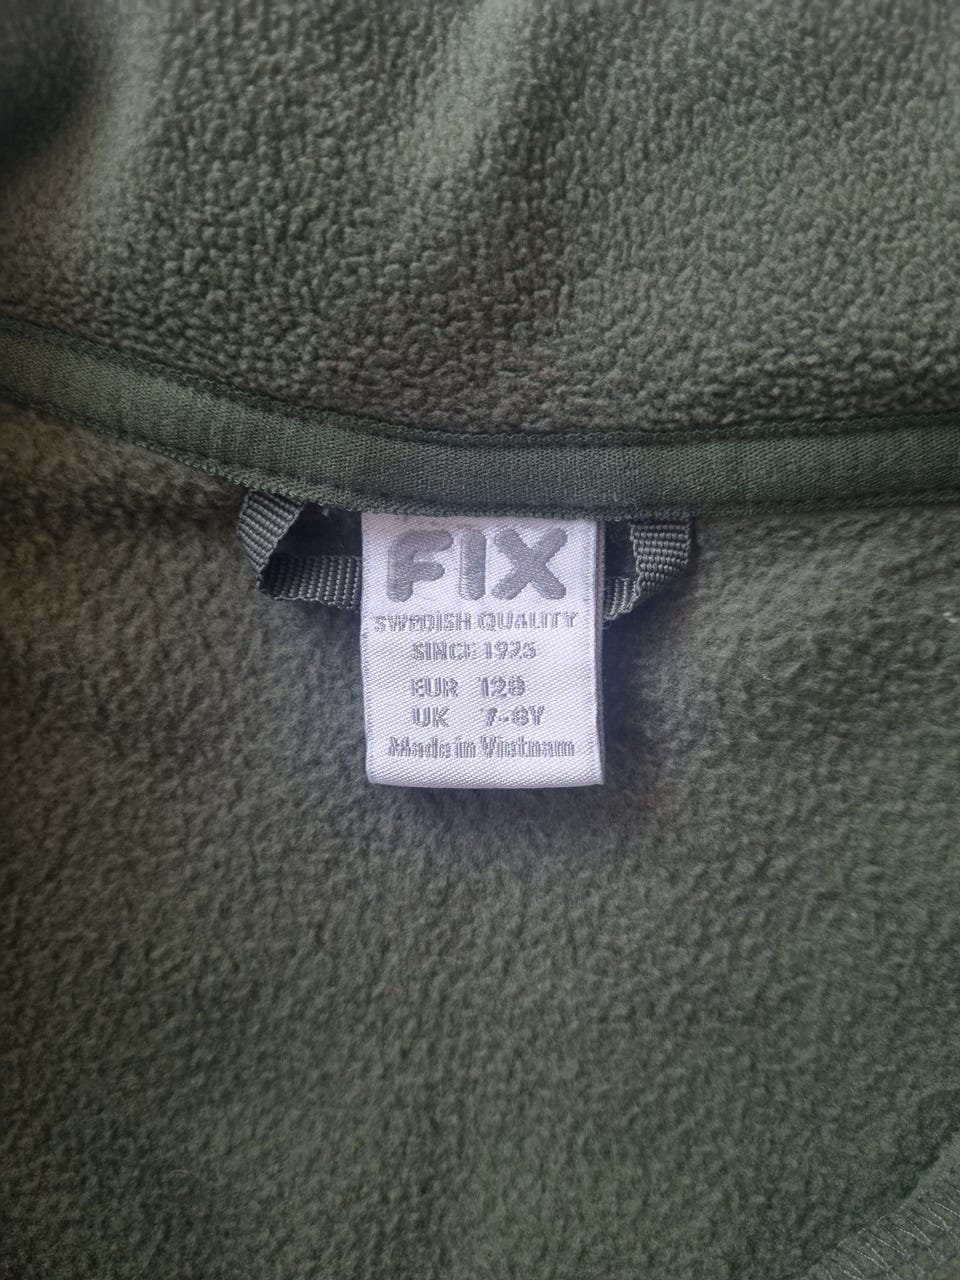 FIX
SWEDISH QUALITY
SINCE 1925
EUR 128
UK 7-8Y
Made in Vietnam